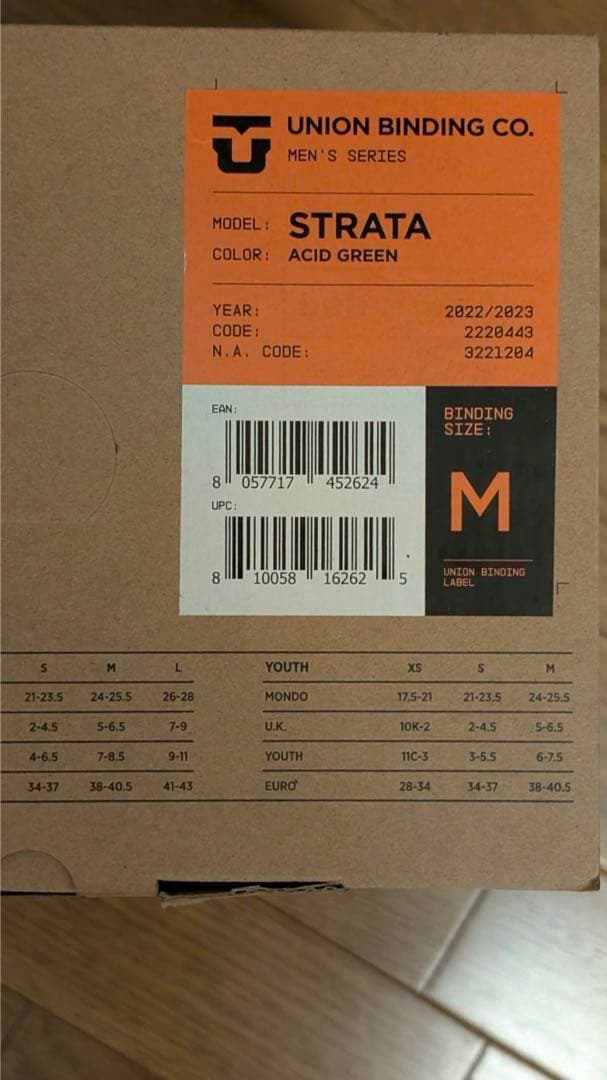 UNION BINDING CO.
MEN'S SERIES
MODEL: STRATA
COLOR: ACID GREEN
YEAR: 2022/2023
CODE: 2220443
N.A. CODE: 3221204
EAN:
8 057717 452624
UPC:
8 10058 16262 5
BINDING
SIZE:
M
UNION BINDING
LABEL
S M L
21-23.5 24-25.5 26-28
2-4.5 5-6.5 7-9
4-6.5 7-8.5 9-11
34-37 38-40.5 41-43
YOUTH XS S M
MONDO 17.5-21 21-23.5 24-25.5
U.K. 10K-2 2-4.5 5-6.5
YOUTH 11C-3 3-5.5 6-7.5
EURO 28-34 34-37 38-40.5